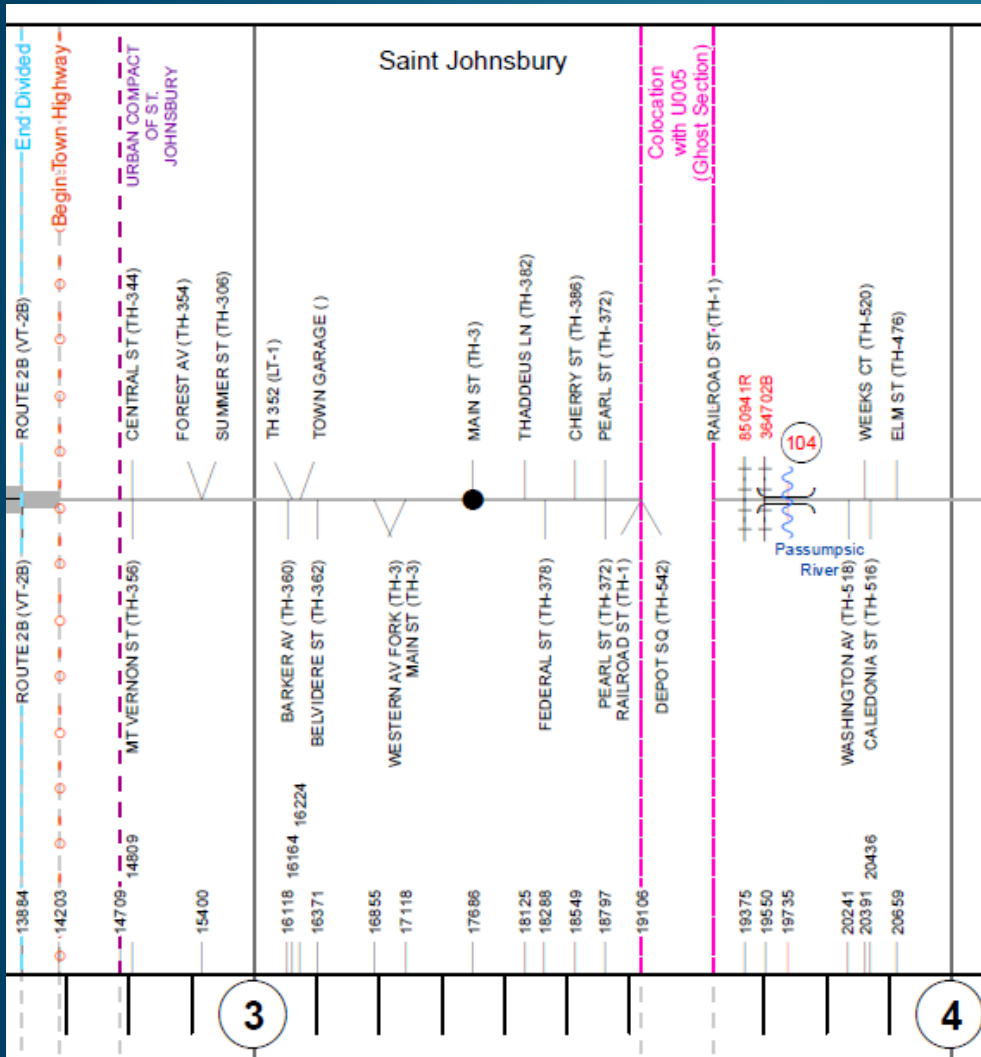 Saint Johnsbury
End Divided
Begin Town Highway
URBAN COMPACT
OF ST.
JOHNSBURY
Colocation
with U005
(Ghost Section)
ROUTE 2B (VT-2B)
CENTRAL ST (TH-344)
FOREST AV (TH-354)
SUMMER ST (TH-306)
TH 352 (LT-1)
TOWN GARAGE ()
MAIN ST (TH-3)
THADDEUS LN (TH-382)
CHERRY ST (TH-386)
PEARL ST (TH-372)
RAILROAD ST (TH-1)
850941R
364702B
104
WEEKS CT (TH-520)
ELM ST (TH-476)
Passumpsic
River
ROUTE 2B (VT-2B)
MT VERNON ST (TH-356)
BARKER AV (TH-360)
BELVIDERE ST (TH-362)
WESTERN AV FORK (TH-3)
MAIN ST (TH-3)
FEDERAL ST (TH-378)
PEARL ST (TH-372)
RAILROAD ST (TH-1)
DEPOT SQ (TH-542)
WASHINGTON AV (TH-518)
CALEDONIA ST (TH-516)
13884
14203
14709
14809
15400
16118
16164
16224
16371
16855
17118
17686
18125
18288
18549
18797
19106
19375
19550
19735
20241
20391
20436
20659
3
4